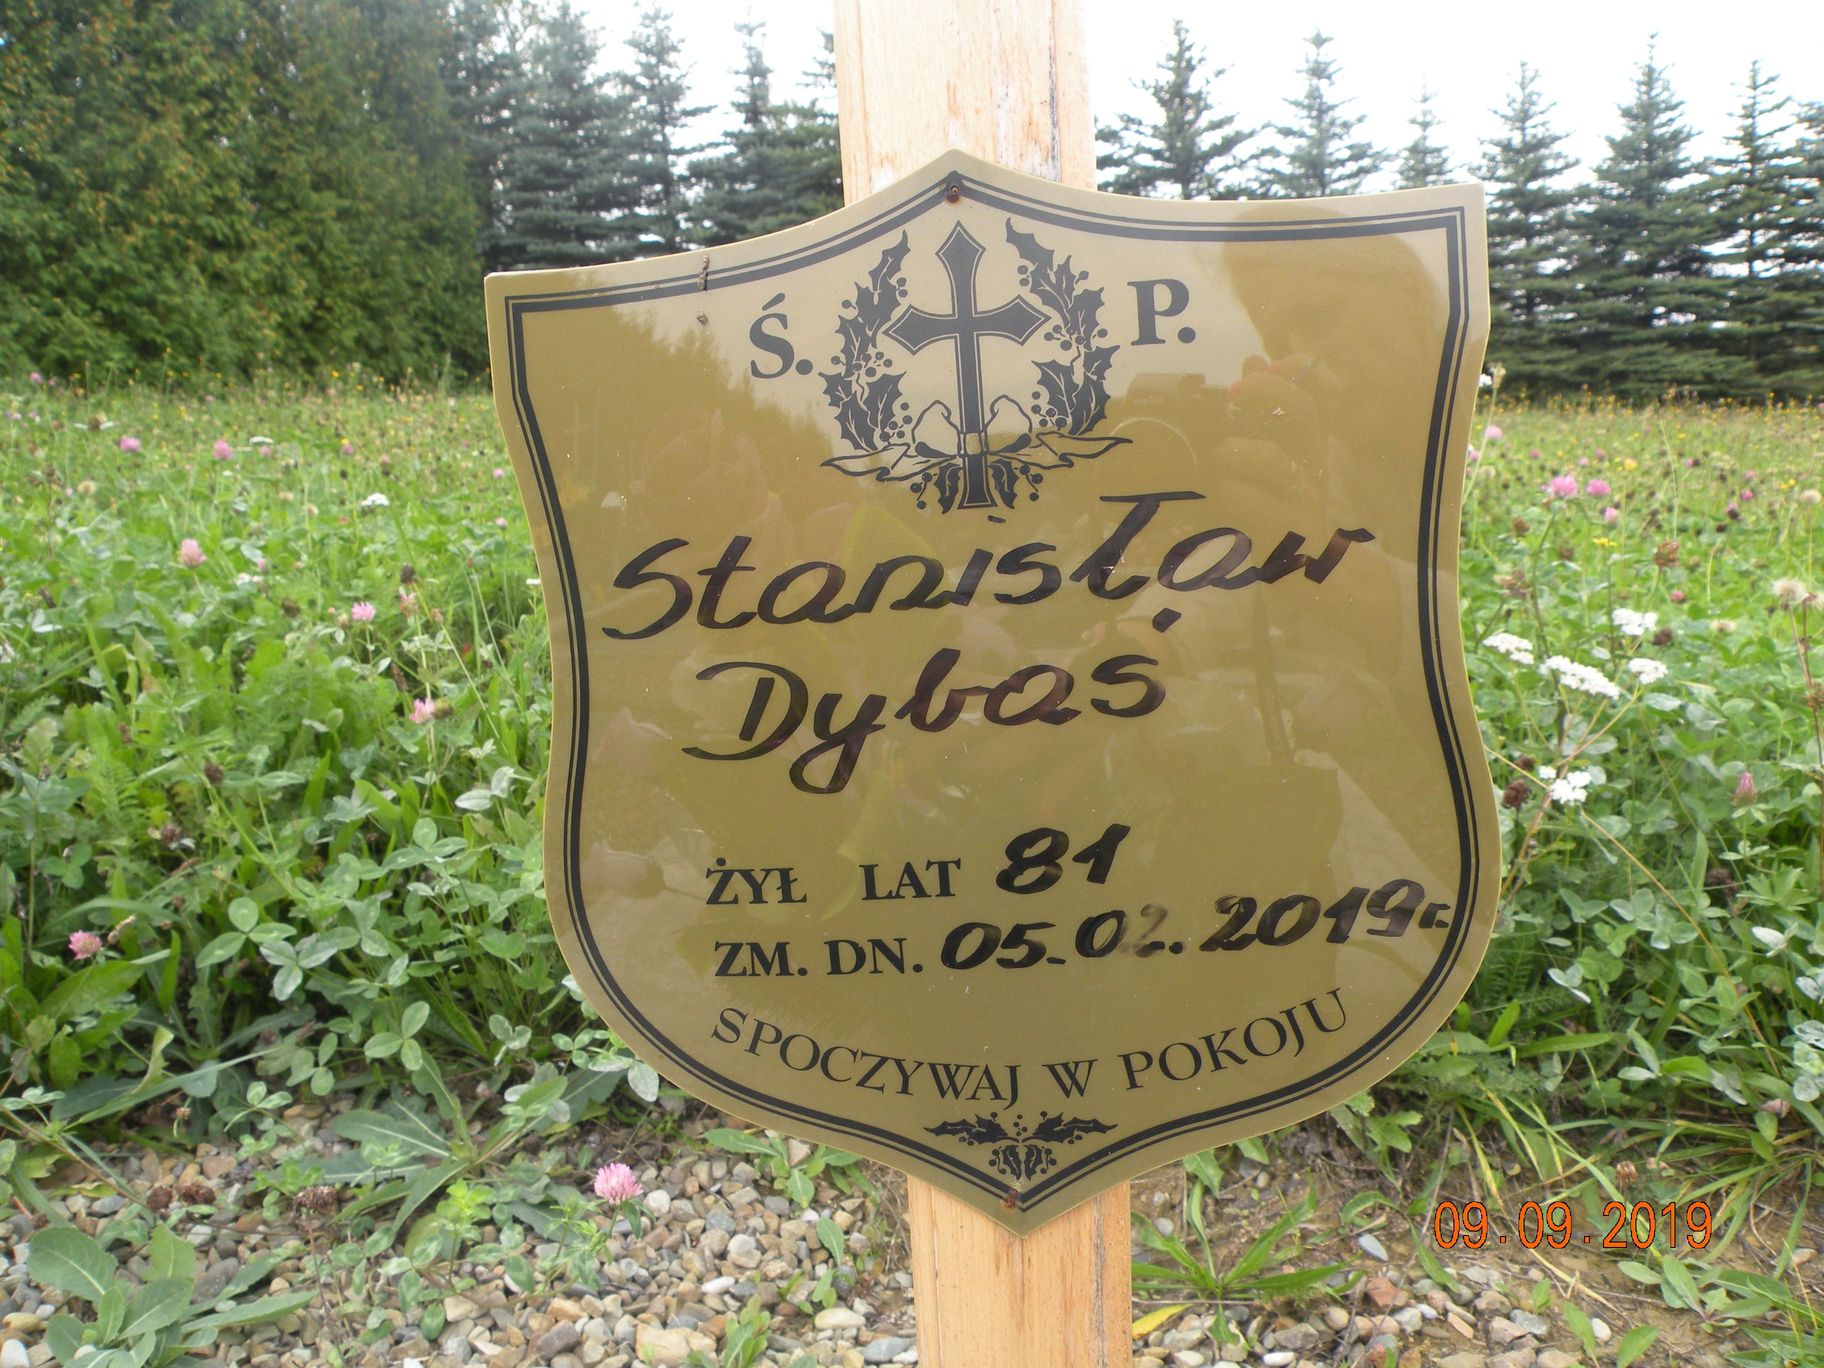 Ś. P.
Stanisław
Dybaś
ŻYŁ LAT 81
ZM. DN. 05.02.2019r.
SPOCZYWAJ W POKOJU
09.09.2019